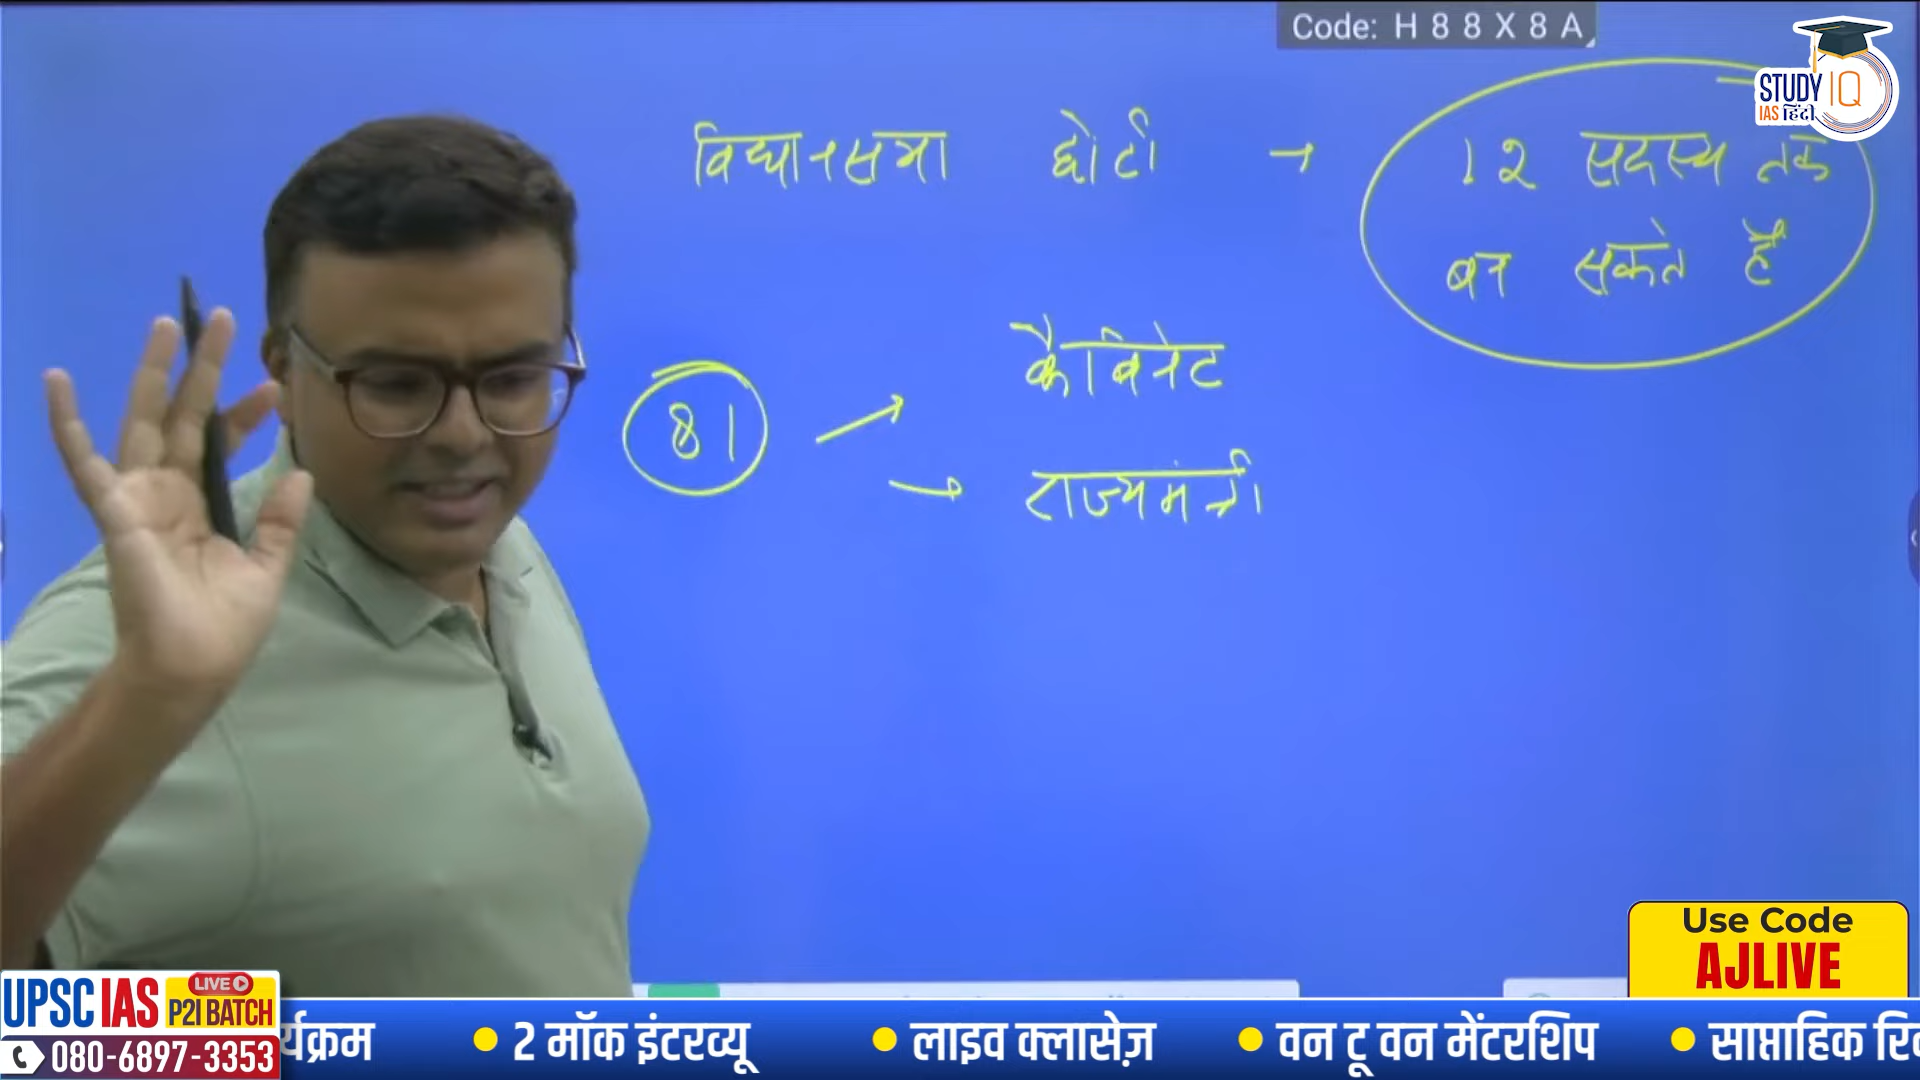 Code: H 8 8 X 8 A
STUDY IQ
IAS हिंदी
विधानसभा छोटी → 12 सदस्य तक
बन सकते हैं
81
कैबिनेट
राज्यमंत्री
Use Code
AJLIVE
UPSC IAS LIVE
P2I BATCH
080-6897-3353
र्यक्रम • 2 मॉक इंटरव्यू • लाइव क्लासेज़ • वन टू वन मेंटरशिप • साप्ताहिक रि